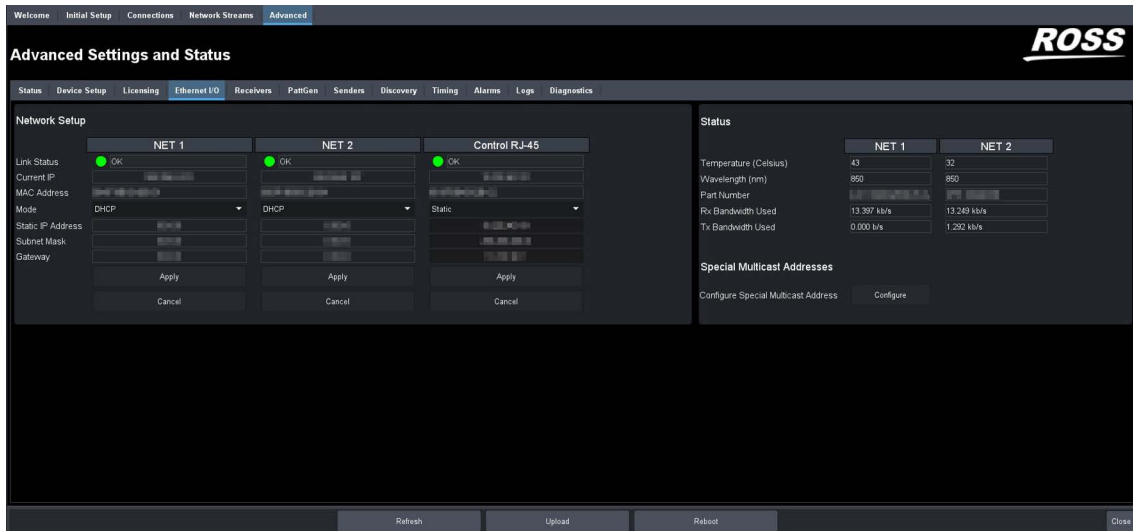 Welcome Initial Setup Connections Network Streams Advanced
ROSS
Advanced Settings and Status
Status Device Setup Licensing Ethernet I/O Receivers PattGen Senders Discovery Timing Alarms Logs Diagnostics
Network Setup
NET 1 NET 2 Control RJ-45
Link Status OK OK OK
Current IP
MAC Address
Mode DHCP DHCP Static
Static IP Address
Subnet Mask
Gateway
Apply Apply Apply
Cancel Cancel Cancel
Status
NET 1 NET 2
Temperature (Celsius) 43 32
Wavelength (nm) 850 850
Part Number
Rx Bandwidth Used 13.397 kb/s 13.249 kb/s
Tx Bandwidth Used 0.000 b/s 1.292 kb/s
Special Multicast Addresses
Configure Special Multicast Address Configure
Refresh Upload Reboot Close